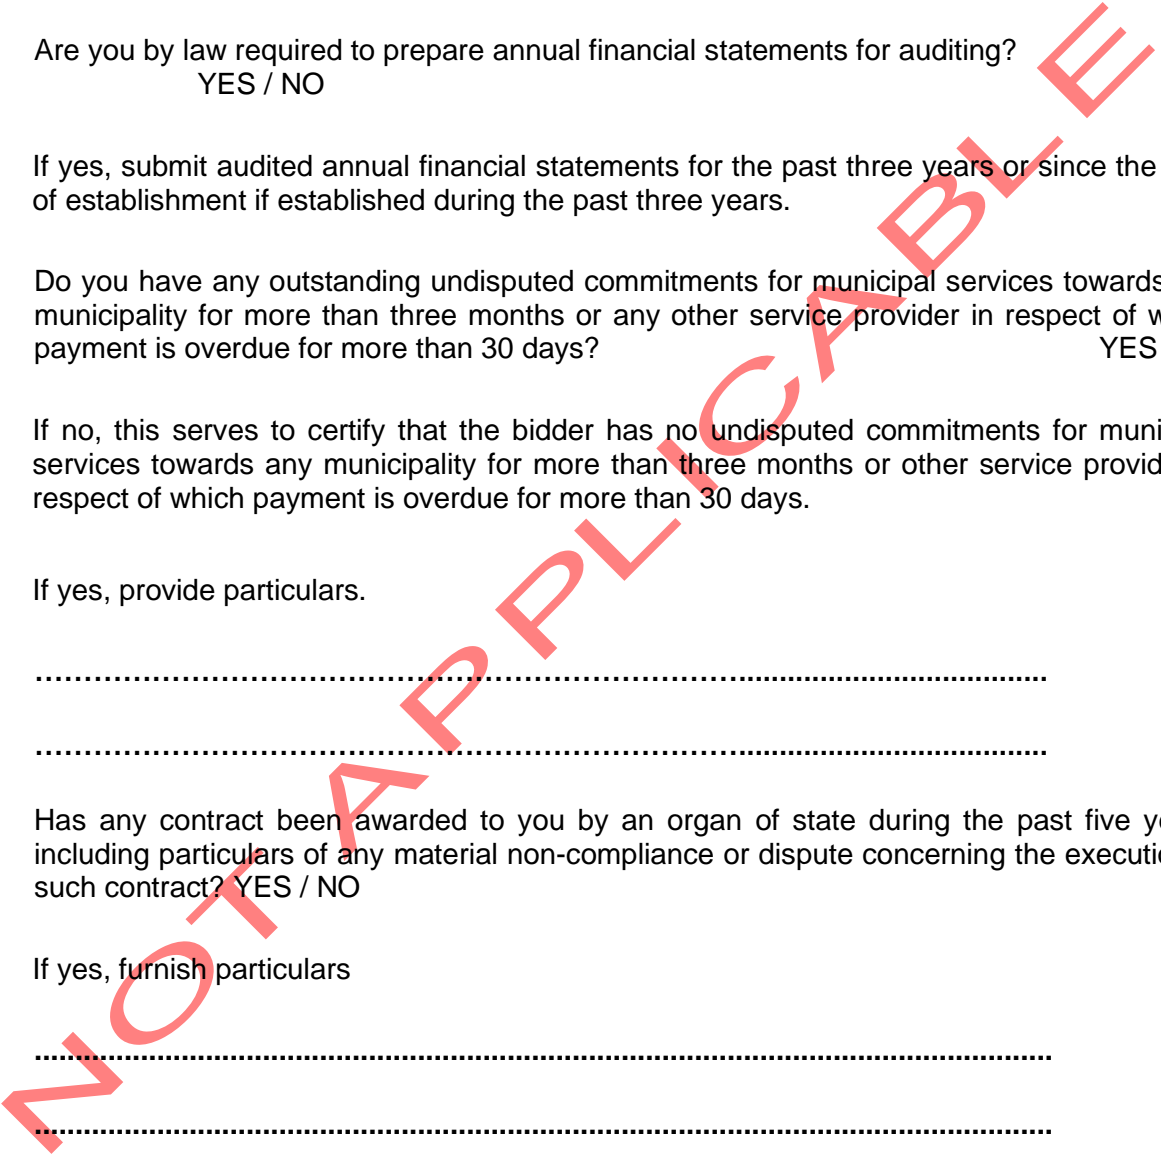 Are you by law required to prepare annual financial statements for auditing?
YES / NO
If yes, submit audited annual financial statements for the past three years or since the
of establishment if established during the past three years.
Do you have any outstanding undisputed commitments for municipal services towards
municipality for more than three months or any other service provider in respect of w
payment is overdue for more than 30 days? YES
If no, this serves to certify that the bidder has no undisputed commitments for muni
services towards any municipality for more than three months or other service provid
respect of which payment is overdue for more than 30 days.
If yes, provide particulars.
………………………………………………………………...................................
………………………………………………………………...................................
Has any contract been awarded to you by an organ of state during the past five ye
including particulars of any material non-compliance or dispute concerning the executi
such contract? YES / NO
If yes, furnish particulars
....................................................................................................................
....................................................................................................................
NOT APPLICABLE